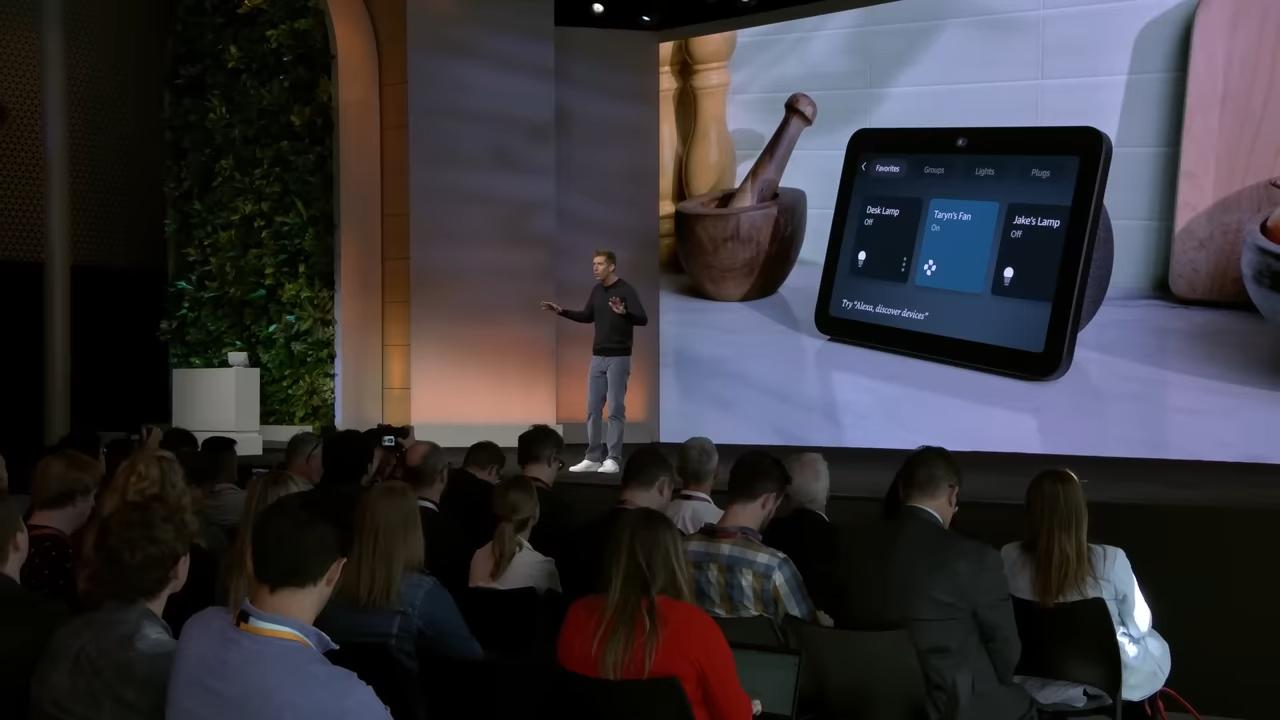 Favorites Groups Lights Plugs
Desk Lamp
Off
Taryn's Fan
On
Jake's Lamp
Off
Try "Alexa, discover devices"